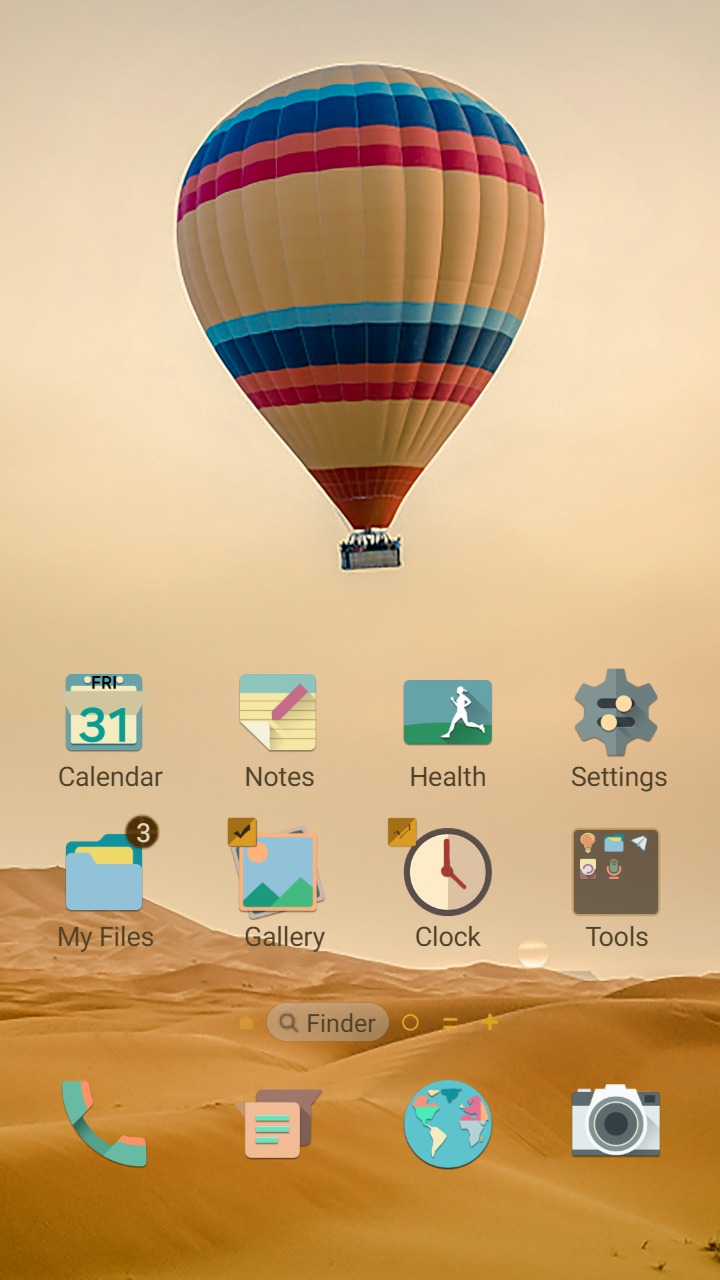 FRI
31
Calendar
Notes
Health
Settings
3
My Files
Gallery
Clock
Tools
Finder